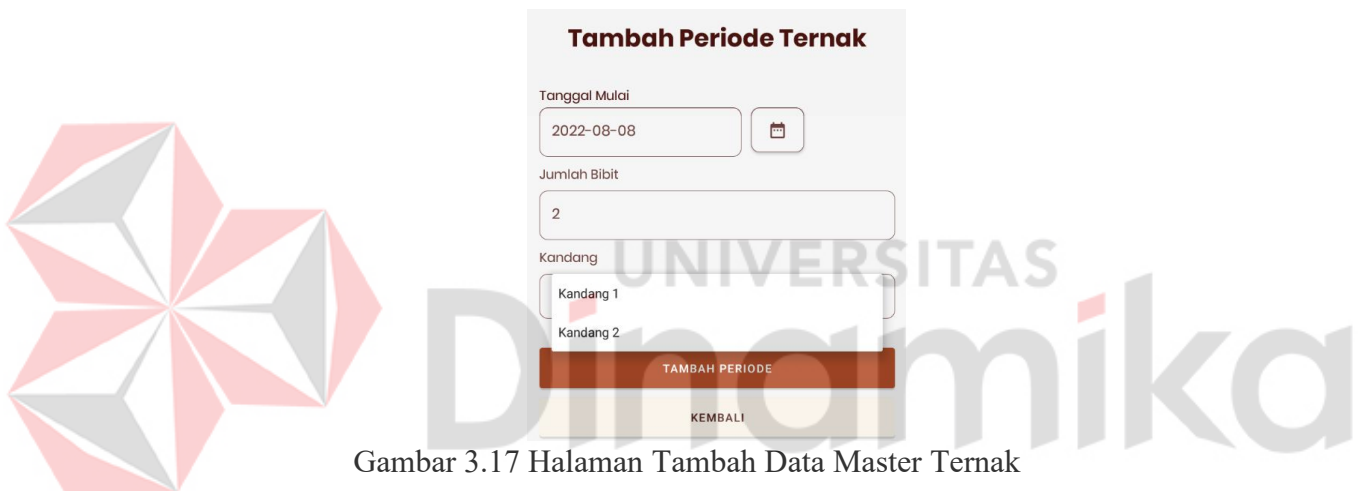 Tambah Periode Ternak
Tanggal Mulai
2022-08-08
Jumlah Bibit
2
UNIVERSITAS
Kandang
Kandang 1
Kandang 2
Dinamika
TAMBAH PERIODE
KEMBALI
Gambar 3.17 Halaman Tambah Data Master Ternak